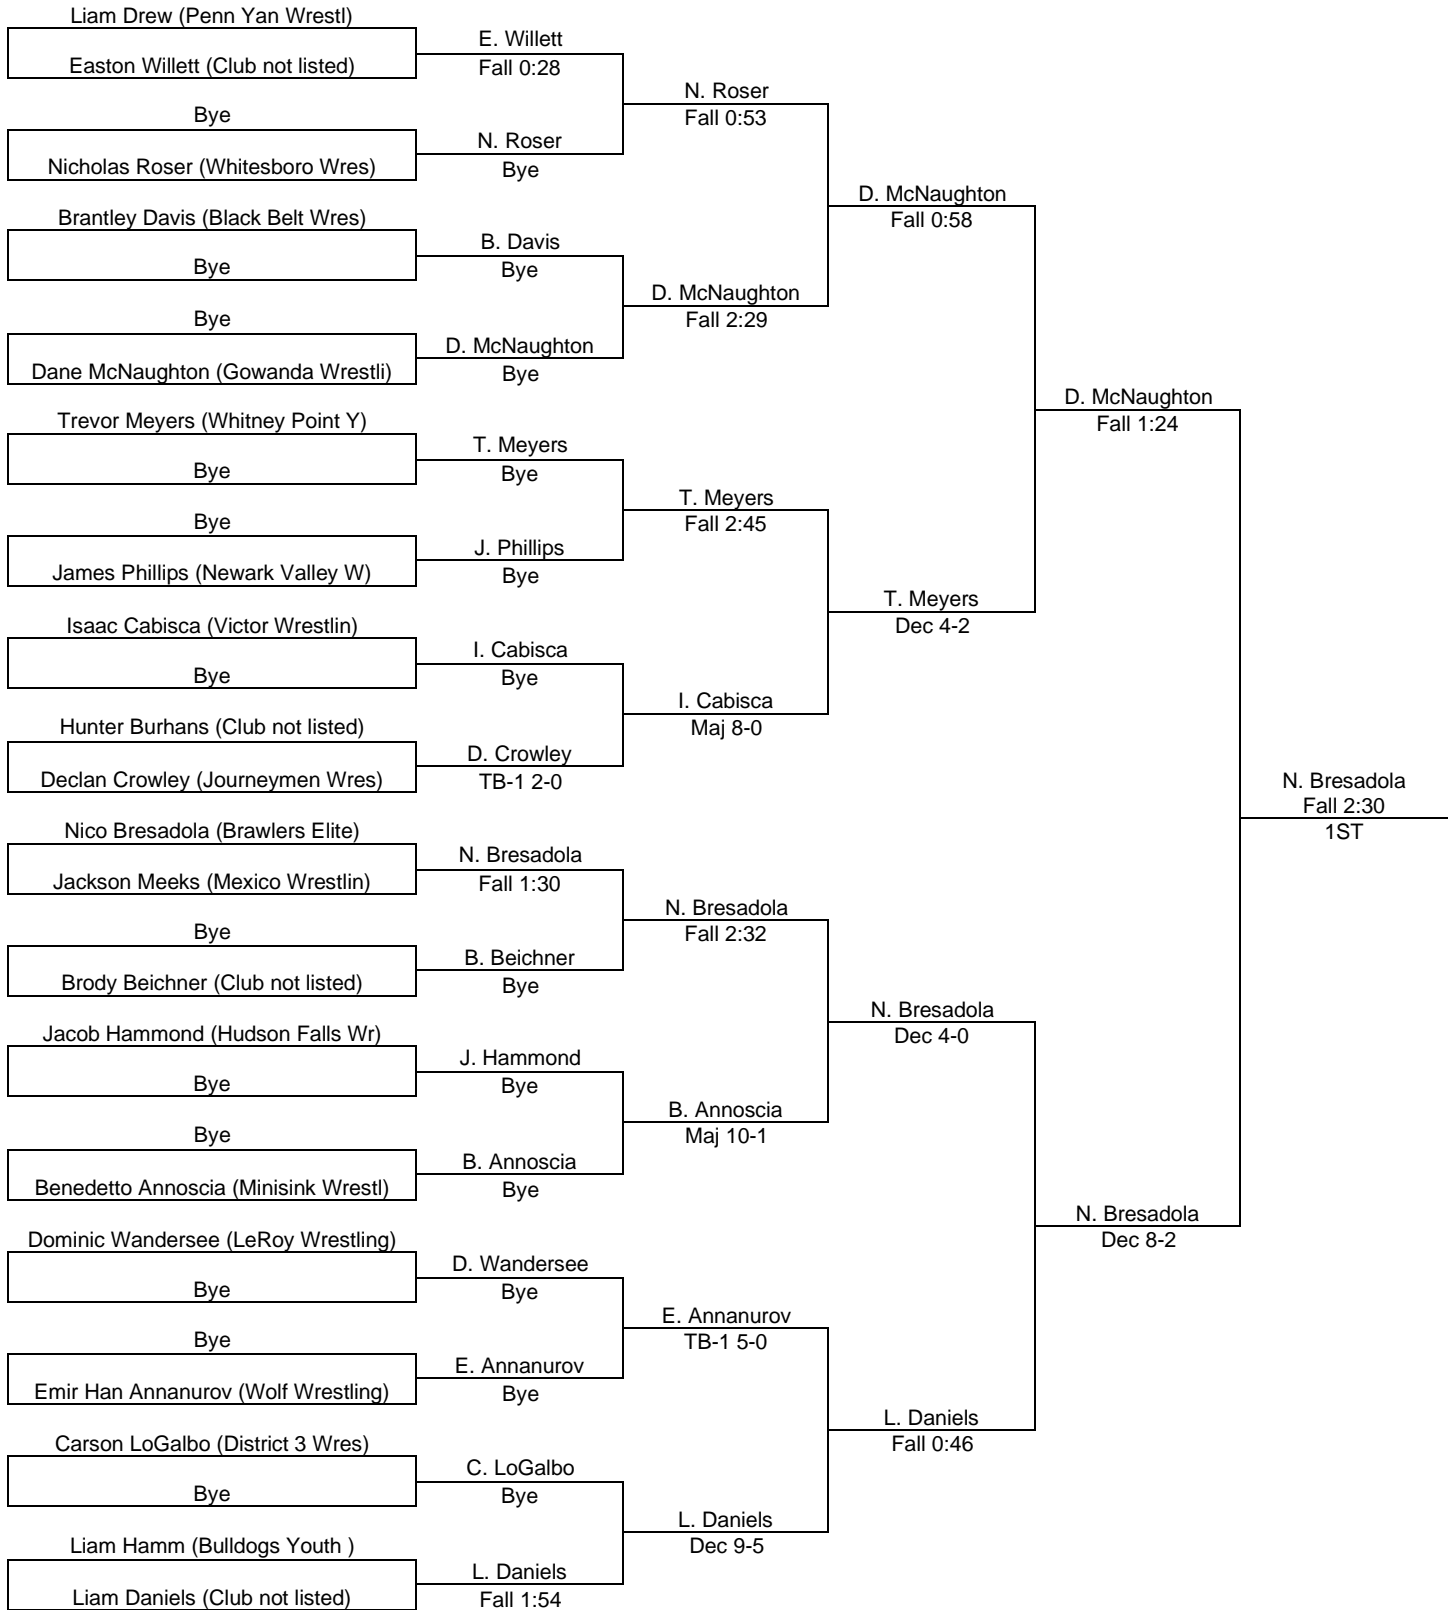 Liam Drew (Penn Yan Wrestl)
Easton Willett (Club not listed)
Bye
Nicholas Roser (Whitesboro Wres)
Brantley Davis (Black Belt Wres)
Bye
Bye
Dane McNaughton (Gowanda Wrestli)
Trevor Meyers (Whitney Point Y)
Bye
Bye
James Phillips (Newark Valley W)
Isaac Cabisca (Victor Wrestlin)
Bye
Hunter Burhans (Club not listed)
Declan Crowley (Journeymen Wres)
Nico Bresadola (Brawlers Elite)
Jackson Meeks (Mexico Wrestlin)
Bye
Brody Beichner (Club not listed)
Jacob Hammond (Hudson Falls Wr)
Bye
Bye
Benedetto Annoscia (Minisink Wrestl)
Dominic Wandersee (LeRoy Wrestling)
Bye
Bye
Emir Han Annanurov (Wolf Wrestling)
Carson LoGalbo (District 3 Wres)
Bye
Liam Hamm (Bulldogs Youth )
Liam Daniels (Club not listed)
E. Willett
Fall 0:28
N. Roser
Bye
B. Davis
Bye
D. McNaughton
Bye
T. Meyers
Bye
J. Phillips
Bye
I. Cabisca
Bye
D. Crowley
TB-1 2-0
N. Bresadola
Fall 1:30
B. Beichner
Bye
J. Hammond
Bye
B. Annoscia
Bye
D. Wandersee
Bye
E. Annanurov
Bye
C. LoGalbo
Bye
L. Daniels
Fall 1:54
N. Roser
Fall 0:53
D. McNaughton
Fall 2:29
T. Meyers
Fall 2:45
I. Cabisca
Maj 8-0
N. Bresadola
Fall 2:32
B. Annoscia
Maj 10-1
E. Annanurov
TB-1 5-0
L. Daniels
Dec 9-5
D. McNaughton
Fall 0:58
T. Meyers
Dec 4-2
N. Bresadola
Dec 4-0
L. Daniels
Fall 0:46
D. McNaughton
Fall 1:24
N. Bresadola
Dec 8-2
N. Bresadola
Fall 2:30
1ST